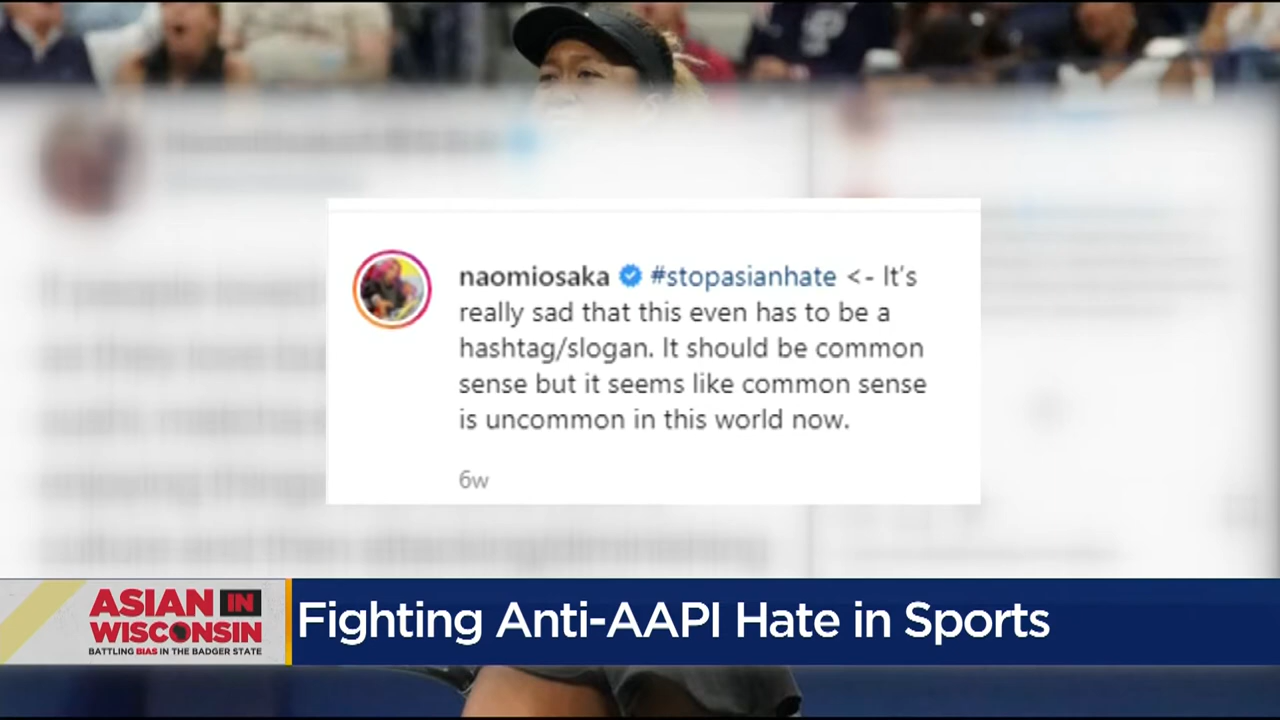 naomiosaka #stopasianhate <- It's
really sad that this even has to be a
hashtag/slogan. It should be common
sense but it seems like common sense
is uncommon in this world now.
6w
ASIAN IN
WISCONSIN
BATTLING BIAS IN THE BADGER STATE
Fighting Anti-AAPI Hate in Sports